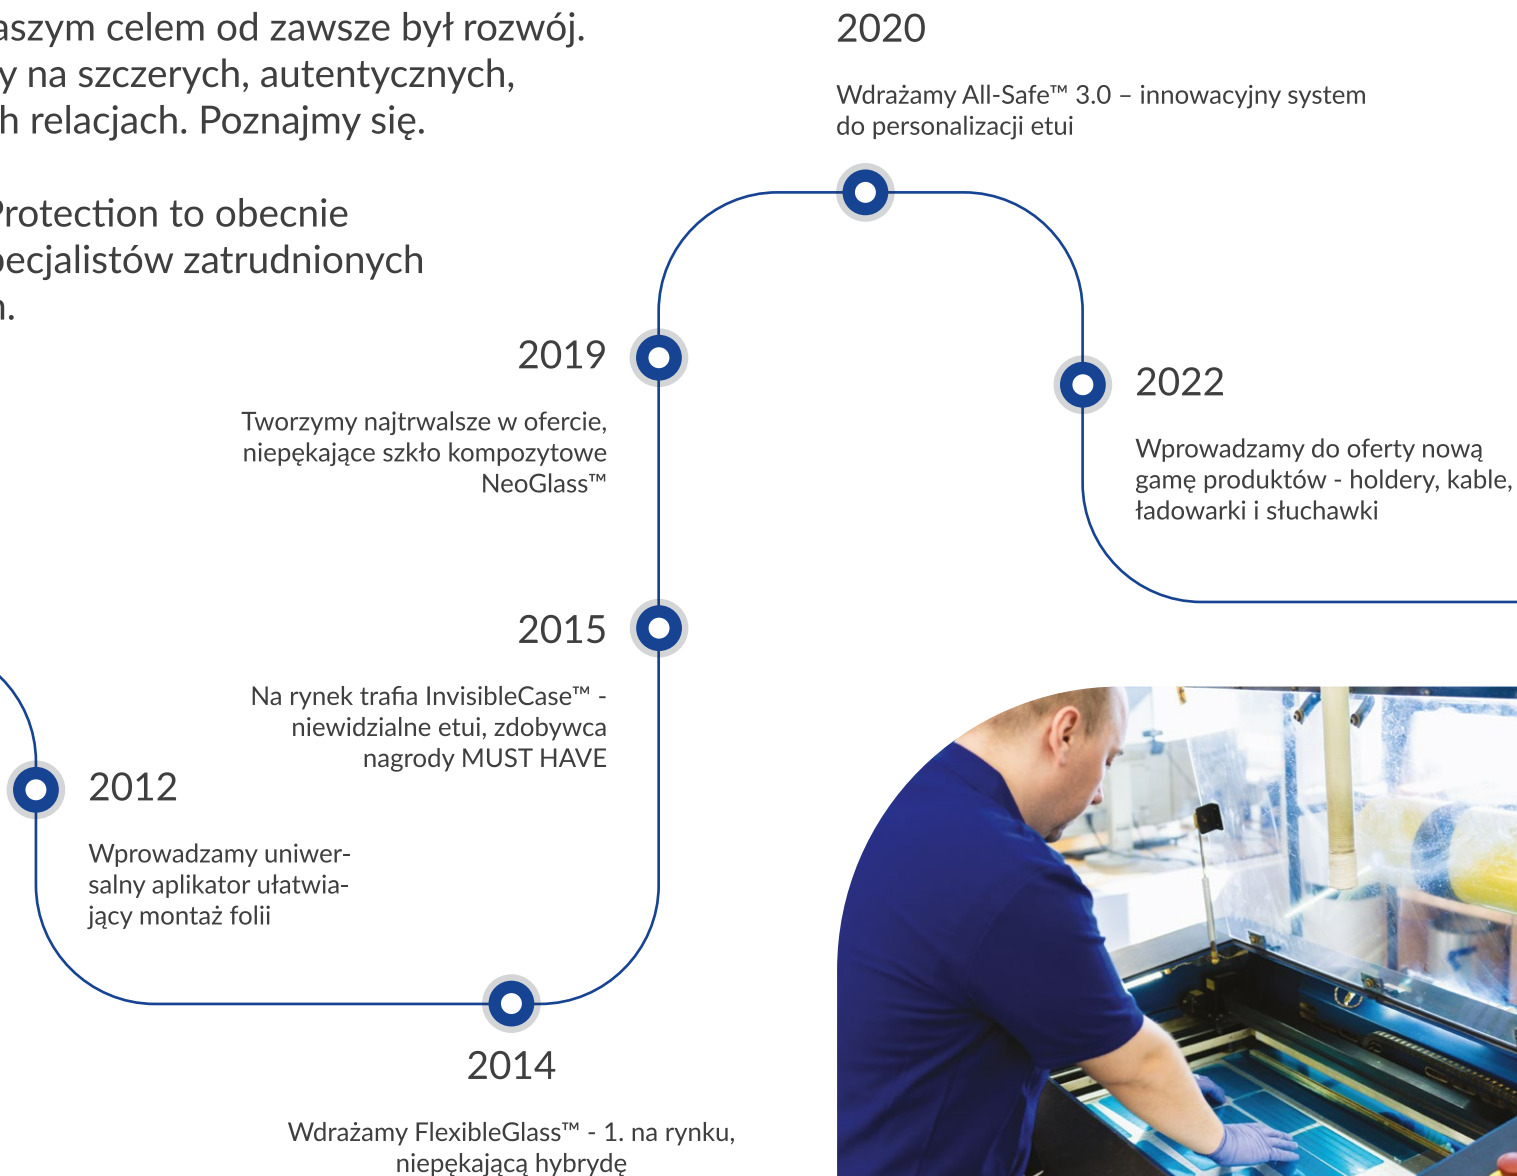 aszym celem od zawsze był rozwój.
y na szczerych, autentycznych,
h relacjach. Poznajmy się.
Protection to obecnie
pecjalistów zatrudnionych
2012
Wprowadzamy uniwer-
salny aplikator ułatwia-
jący montaż folii
2014
Wdrażamy FlexibleGlass™ - 1. na rynku,
niepękającą hybrydę
2015
Na rynek trafia InvisibleCase™ -
niewidzialne etui, zdobywca
nagrody MUST HAVE
2019
Tworzymy najtrwalsze w ofercie,
niepękające szkło kompozytowe
NeoGlass™
2020
Wdrażamy All-Safe™ 3.0 – innowacyjny system
do personalizacji etui
2022
Wprowadzamy do oferty nową
gamę produktów - holdery, kable,
ładowarki i słuchawki